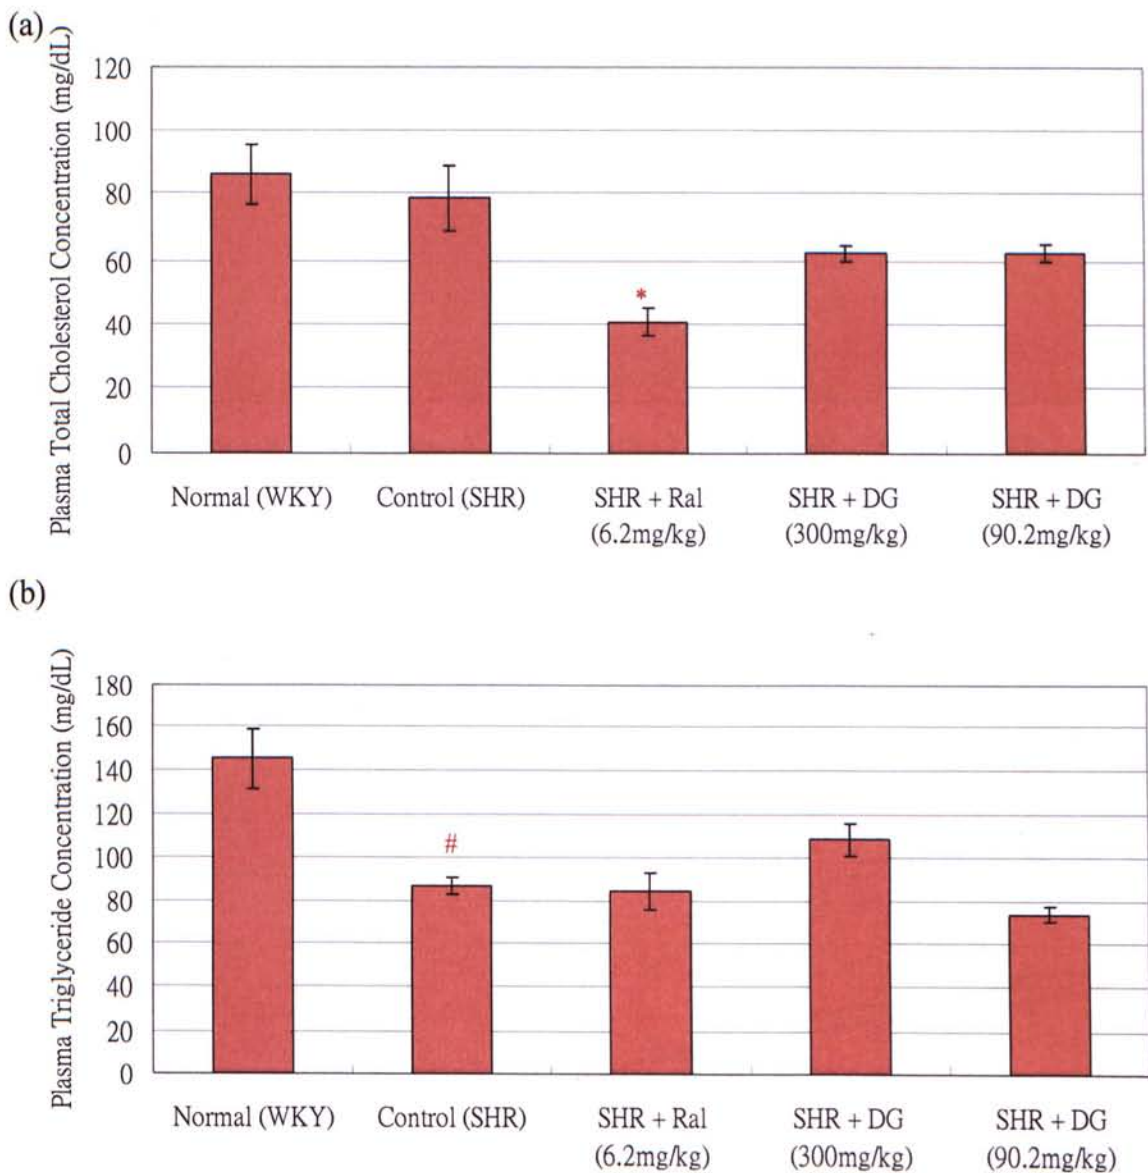 (a)
Plasma Total Cholesterol Concentration (mg/dL)
120
100
80
60
40
20
0
*
Normal (WKY)
Control (SHR)
SHR + Ral
(6.2mg/kg)
SHR + DG
(300mg/kg)
SHR + DG
(90.2mg/kg)
(b)
Plasma Triglyceride Concentration (mg/dL)
180
160
140
120
100
80
60
40
20
0
#
Normal (WKY)
Control (SHR)
SHR + Ral
(6.2mg/kg)
SHR + DG
(300mg/kg)
SHR + DG
(90.2mg/kg)